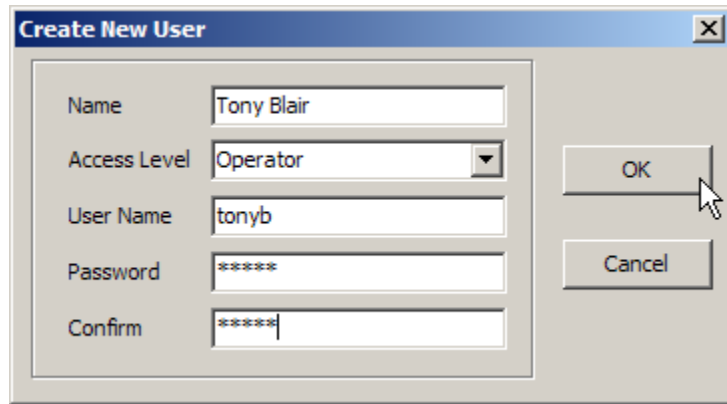 Create New User
Name Tony Blair
Access Level Operator
OK
User Name tonyb
Password *****
Cancel
Confirm *****